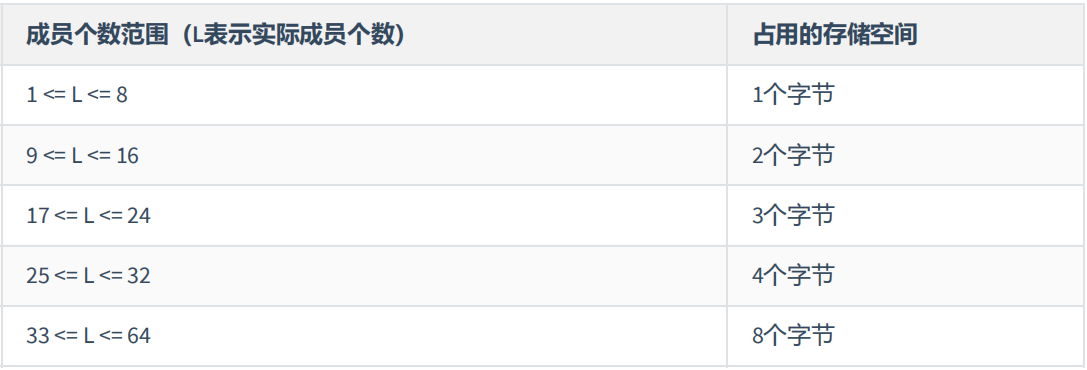 成员个数范围（L表示实际成员个数） 占用的存储空间
1 <= L <= 8 1个字节
9 <= L <= 16 2个字节
17 <= L <= 24 3个字节
25 <= L <= 32 4个字节
33 <= L <= 64 8个字节